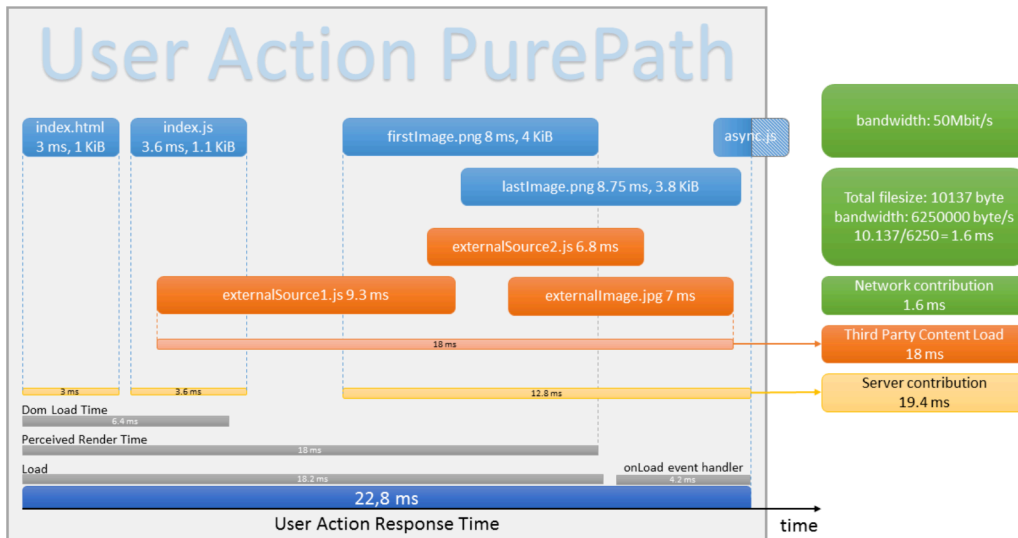 User Action PurePath
index.html
3 ms, 1 KiB
index.js
3.6 ms, 1.1 KiB
firstImage.png 8 ms, 4 KiB
async.js
bandwidth: 50Mbit/s
lastImage.png 8.75 ms, 3.8 KiB
Total filesize: 10137 byte
bandwidth: 6250000 byte/s
10.137/6250 = 1.6 ms
externalSource2.js 6.8 ms
externalSource1.js 9.3 ms
externalImage.jpg 7 ms
Network contribution
1.6 ms
18 ms
Third Party Content Load
18 ms
3 ms
3.6 ms
12.8 ms
Server contribution
19.4 ms
Dom Load Time
6.4 ms
Perceived Render Time
18 ms
Load
18.2 ms
onLoad event handler
4.2 ms
22,8 ms
User Action Response Time
time